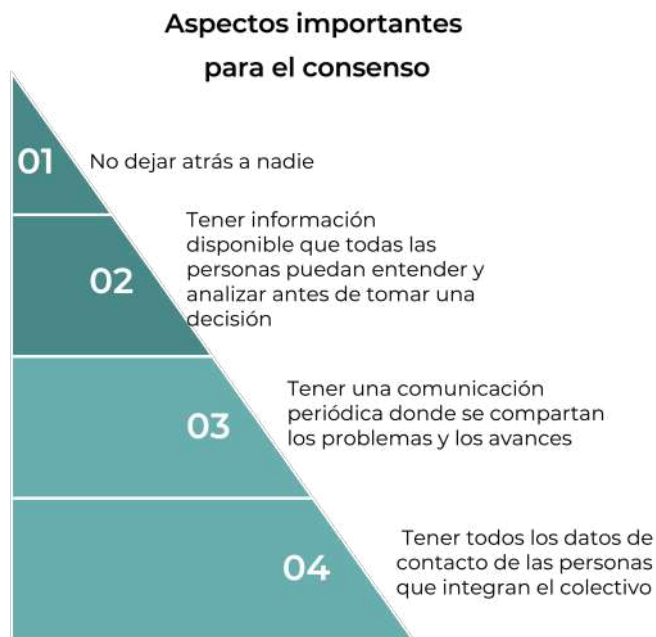 Aspectos importantes
para el consenso
01
No dejar atrás a nadie
02
Tener información
disponible que todas las
personas puedan entender y
analizar antes de tomar una
decisión
03
Tener una comunicación
periódica donde se compartan
los problemas y los avances
04
Tener todos los datos de
contacto de las personas
que integran el colectivo